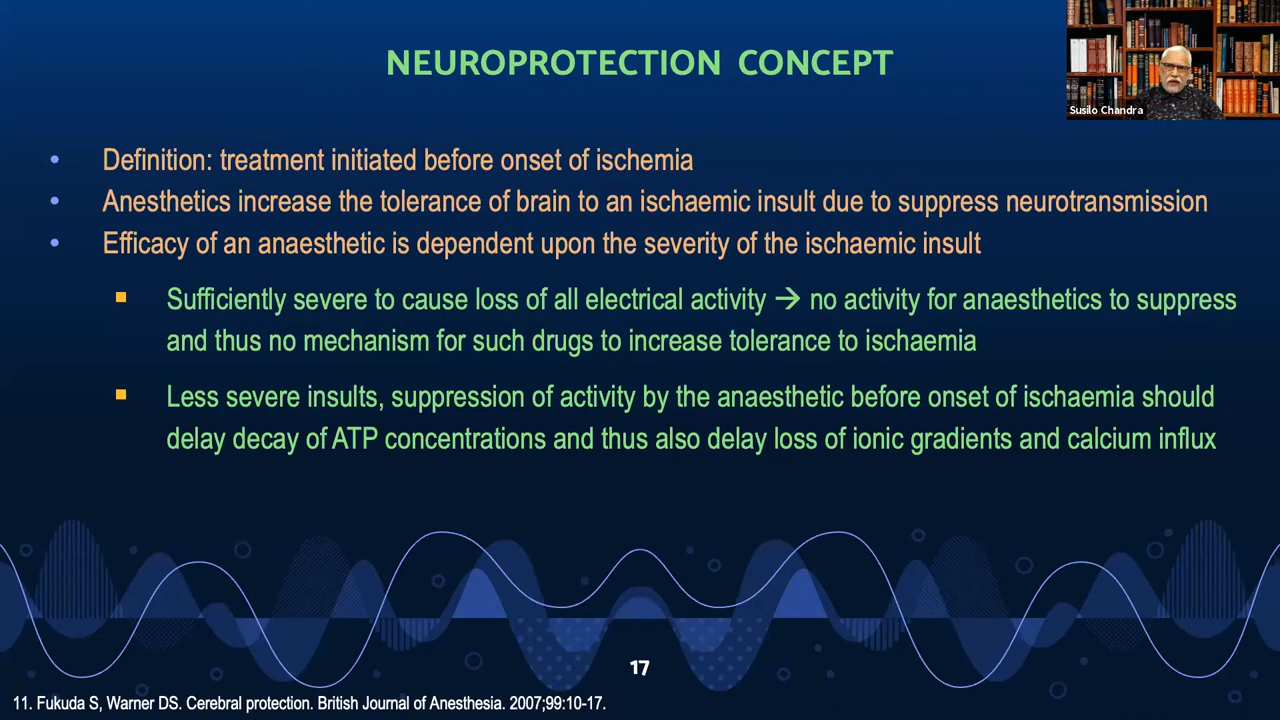 NEUROPROTECTION CONCEPT
Susilo Chandra
• Definition: treatment initiated before onset of ischemia
• Anesthetics increase the tolerance of brain to an ischaemic insult due to suppress neurotransmission
• Efficacy of an anaesthetic is dependent upon the severity of the ischaemic insult
▪ Sufficiently severe to cause loss of all electrical activity → no activity for anaesthetics to suppress
and thus no mechanism for such drugs to increase tolerance to ischaemia
▪ Less severe insults, suppression of activity by the anaesthetic before onset of ischaemia should
delay decay of ATP concentrations and thus also delay loss of ionic gradients and calcium influx
17
11. Fukuda S, Warner DS. Cerebral protection. British Journal of Anesthesia. 2007;99:10-17.